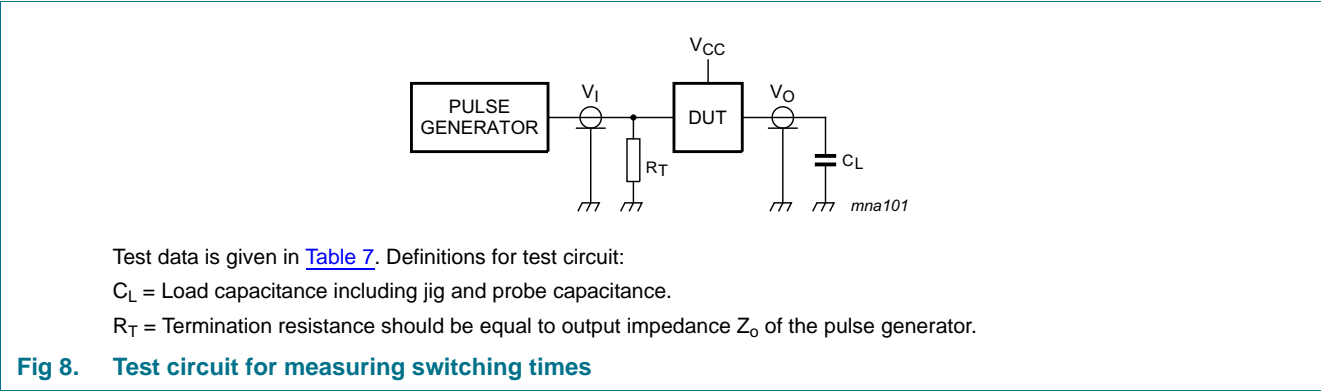 VCC
PULSE
GENERATOR
VI
DUT
VO
RT
CL
mna101
Test data is given in Table 7. Definitions for test circuit:
CL = Load capacitance including jig and probe capacitance.
RT = Termination resistance should be equal to output impedance Zo of the pulse generator.
Fig 8. Test circuit for measuring switching times